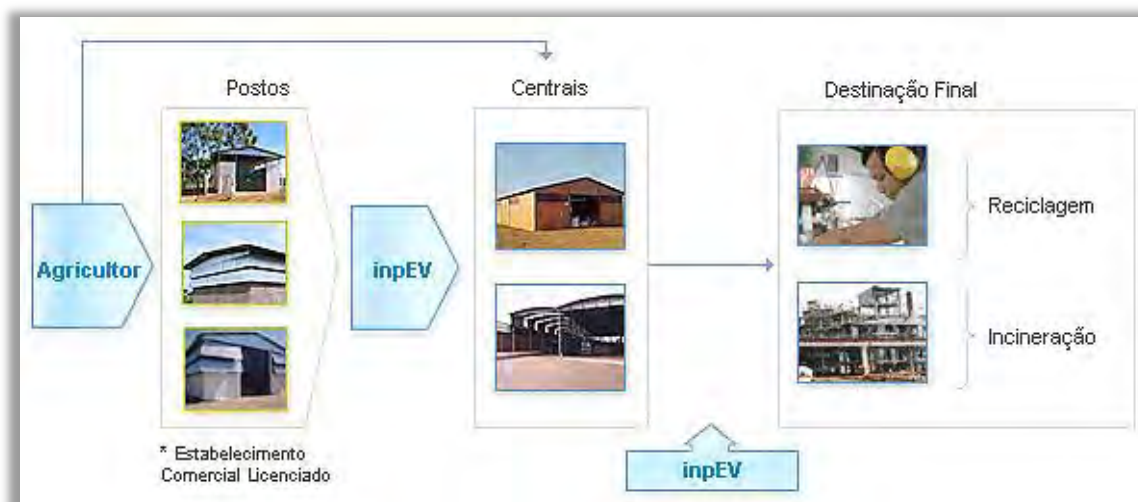 Postos
Centrais
Destinação Final
Agricultor
inpEV
Reciclagem
Incineração
* Estabelecimento
Comercial Licenciado
inpEV